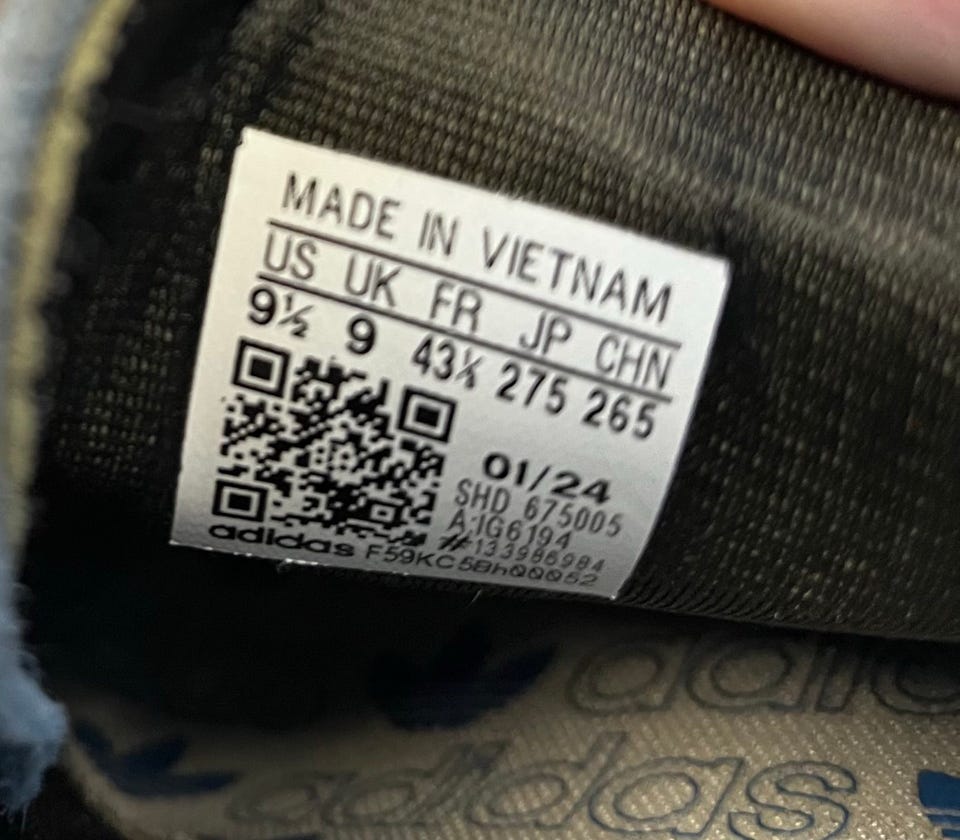 MADE IN VIETNAM
US UK FR JP CHN
9½ 9 43⅓ 275 265
01/24
SHD 675005
A:IG6194
#133986984
adidas F59KC5BhQQ052
adidas
adidas